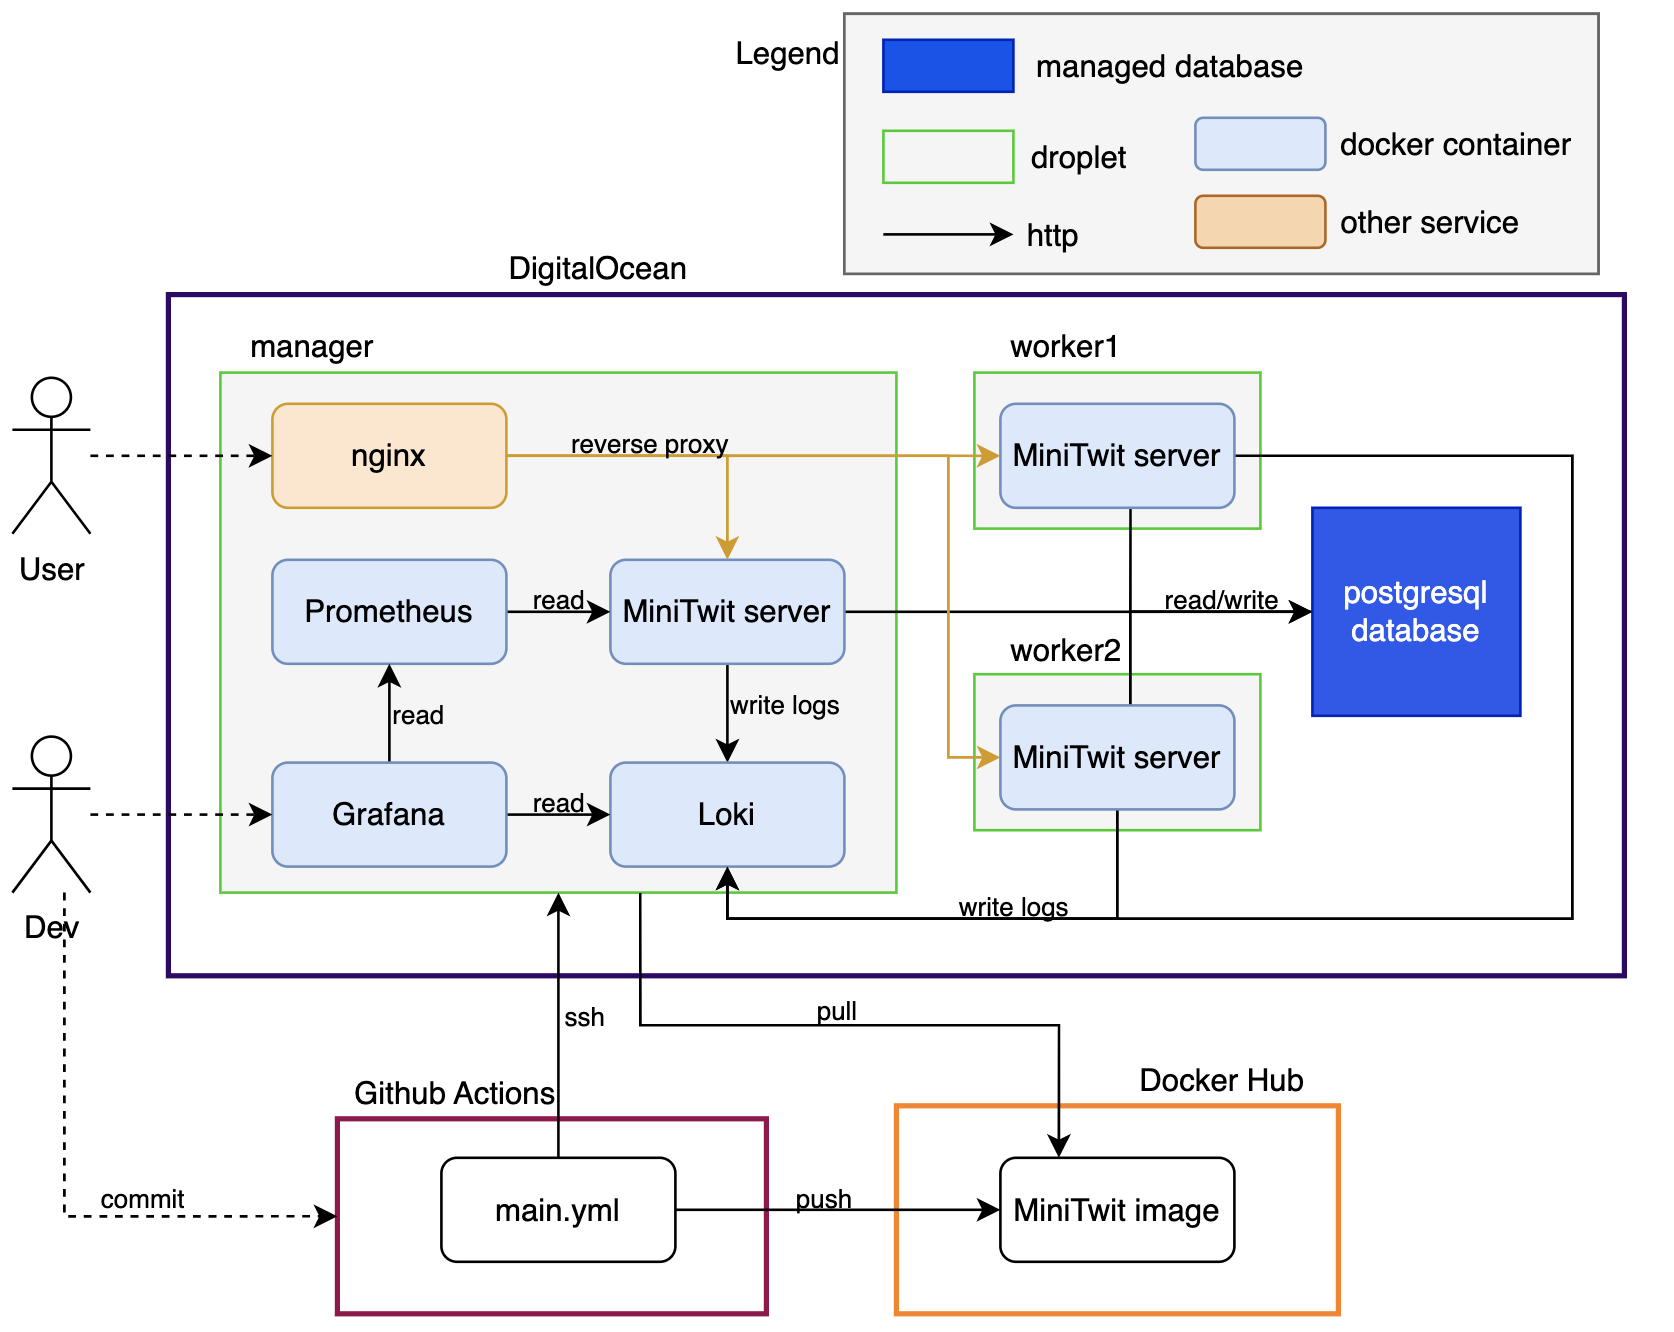 Legend
managed database
droplet
docker container
http
other service
DigitalOcean
manager
worker1
nginx
reverse proxy
MiniTwit server
User
Prometheus
read
MiniTwit server
read/write
postgresql
database
worker2
read
write logs
MiniTwit server
Grafana
read
Loki
Dev
write logs
ssh
pull
Github Actions
Docker Hub
commit
main.yml
push
MiniTwit image